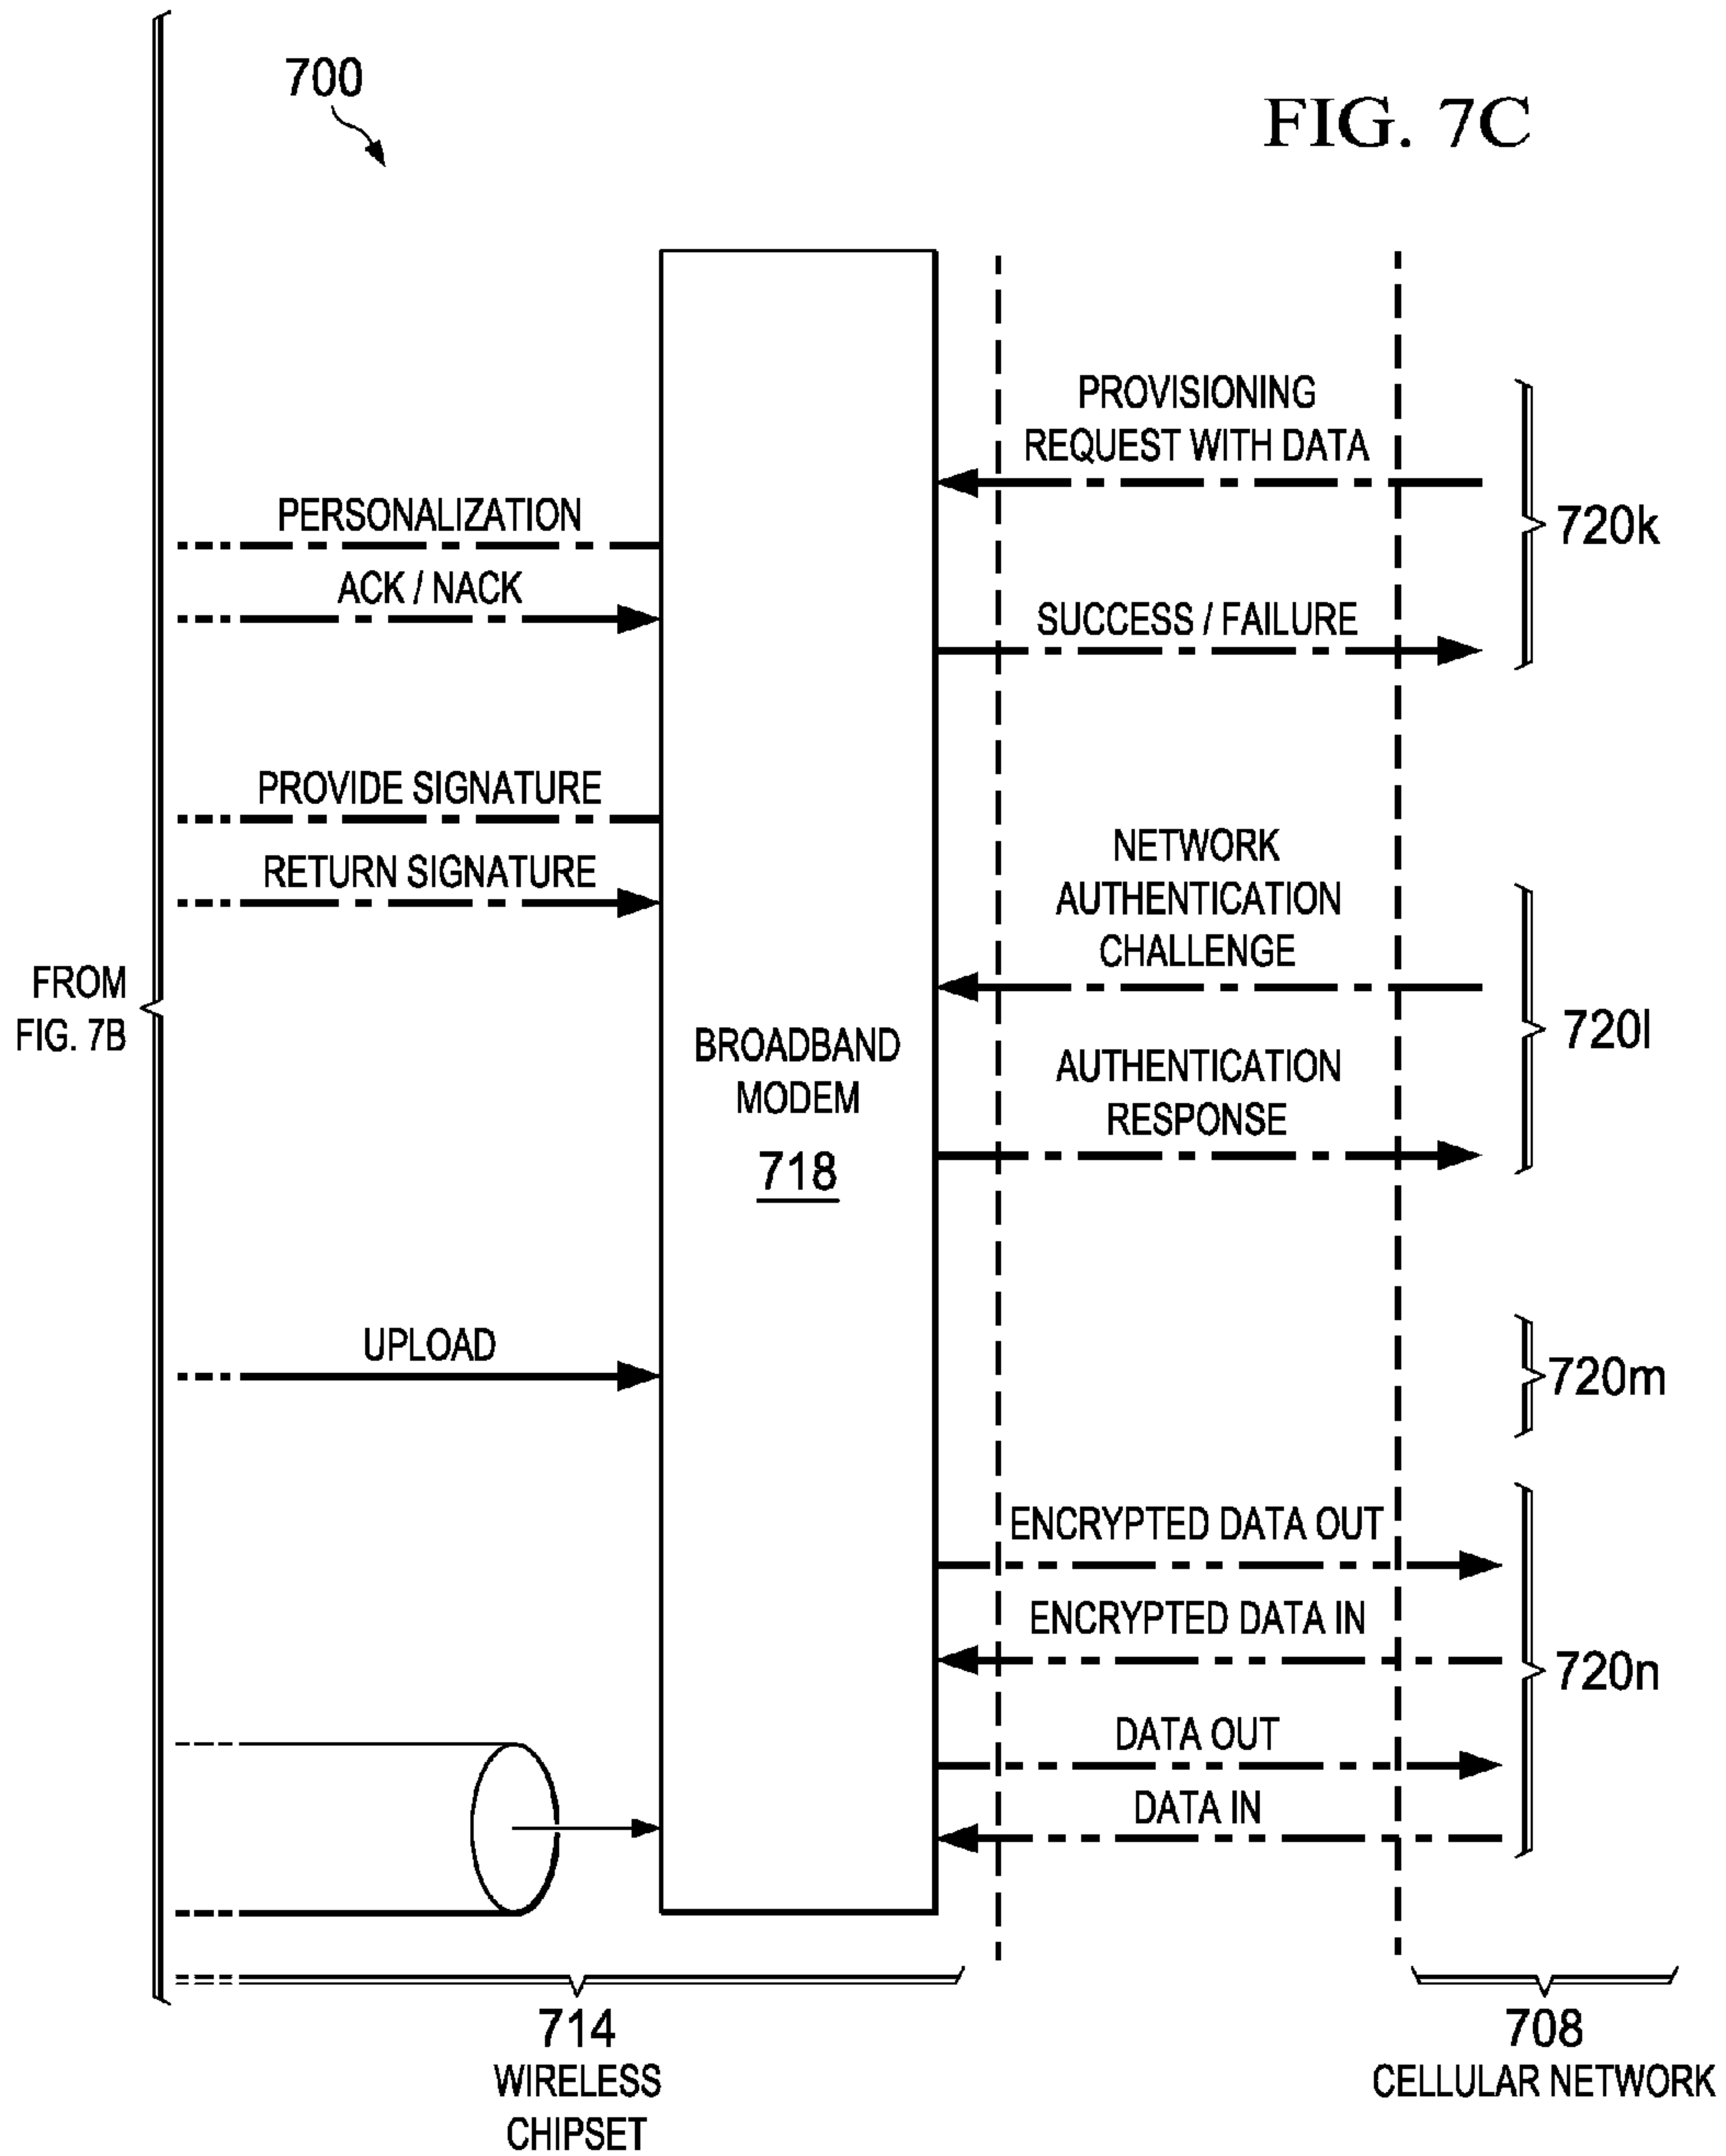 700
FIG. 7C
PROVISIONING
REQUEST WITH DATA
720k
PERSONALIZATION
ACK / NACK
SUCCESS / FAILURE
PROVIDE SIGNATURE
RETURN SIGNATURE
NETWORK
AUTHENTICATION
CHALLENGE
FROM
FIG. 7B
720l
BROADBAND
MODEM
718
AUTHENTICATION
RESPONSE
UPLOAD
720m
ENCRYPTED DATA OUT
ENCRYPTED DATA IN
720n
DATA OUT
DATA IN
714
WIRELESS
CHIPSET
708
CELLULAR NETWORK